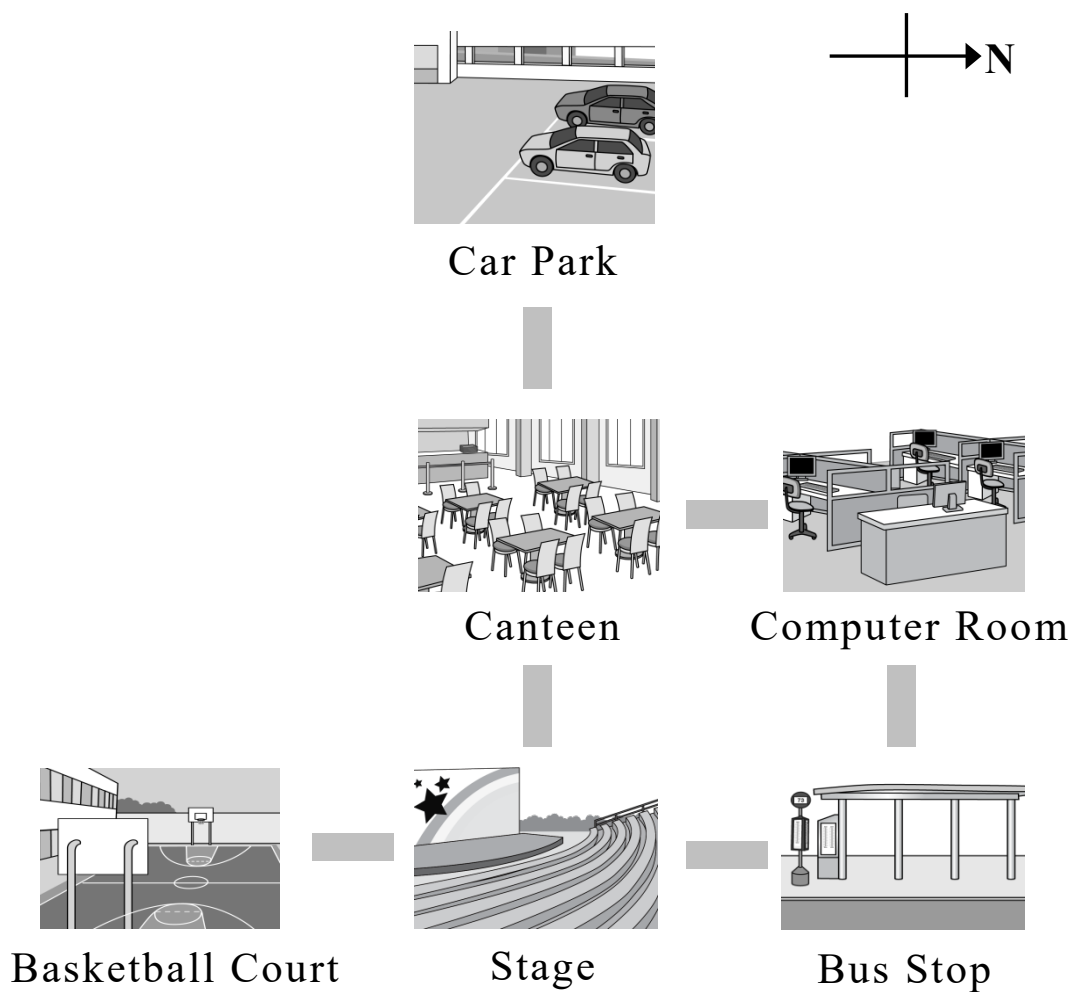 N
Car Park
Canteen
Computer Room
Basketball Court
Stage
Bus Stop